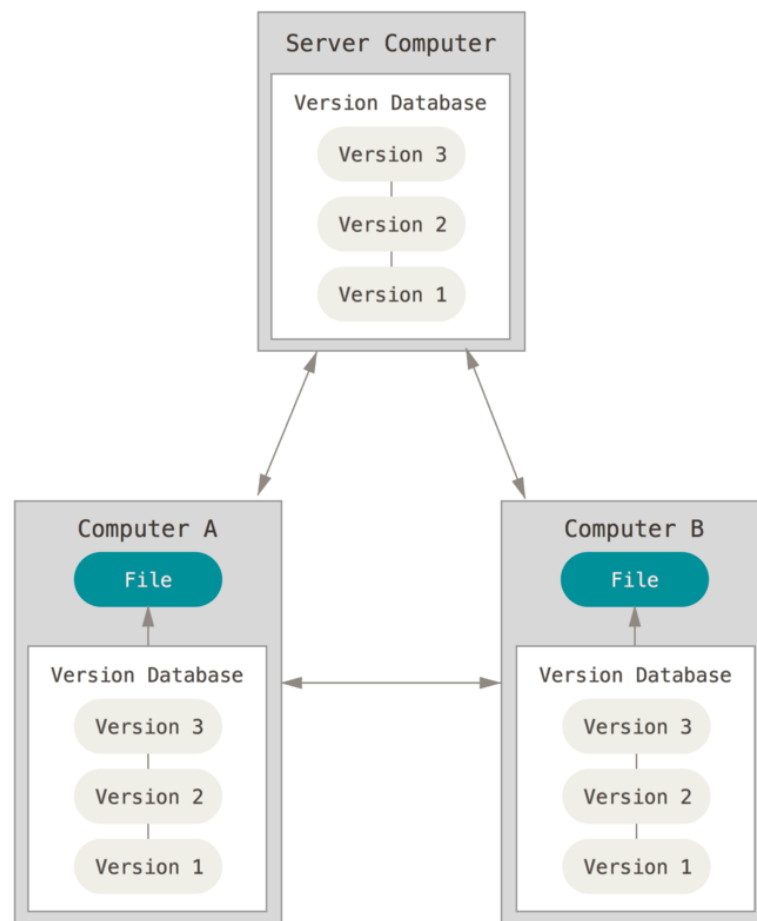 Server Computer
Version Database
Version 3
Version 2
Version 1
Computer A
File
Version Database
Version 3
Version 2
Version 1
Computer B
File
Version Database
Version 3
Version 2
Version 1